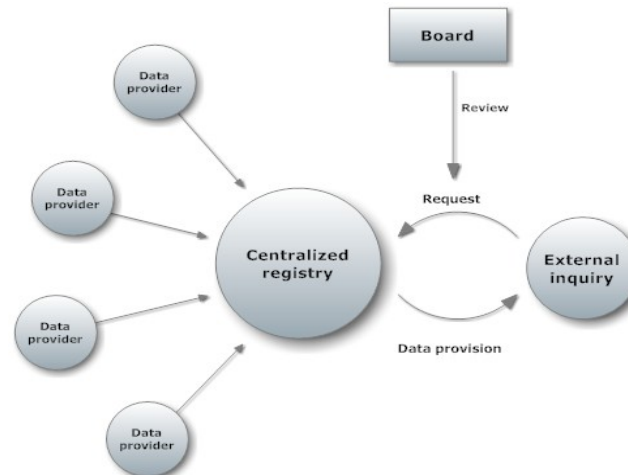 Board
Data
provider
Review
Data
provider
Request
Centralized
registry
External
inquiry
Data
provider
Data provision
Data
provider